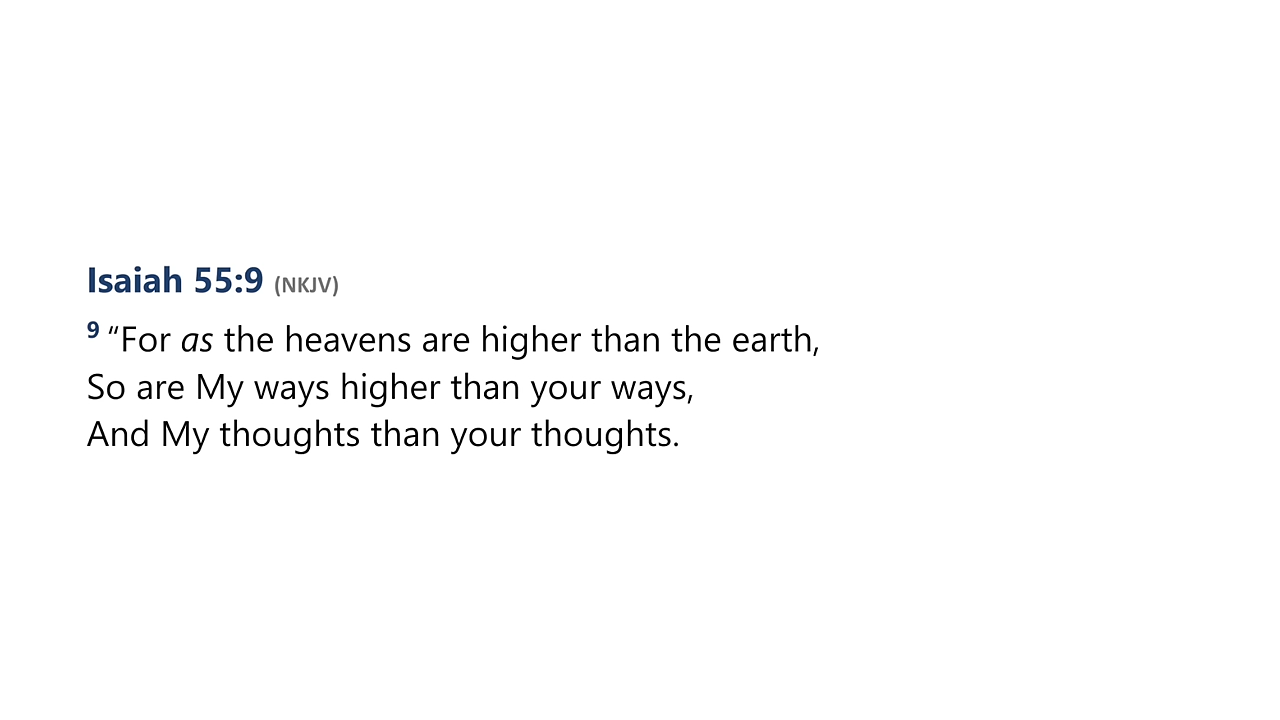 Isaiah 55:9 (NKJV)
9 “For as the heavens are higher than the earth,
So are My ways higher than your ways,
And My thoughts than your thoughts.